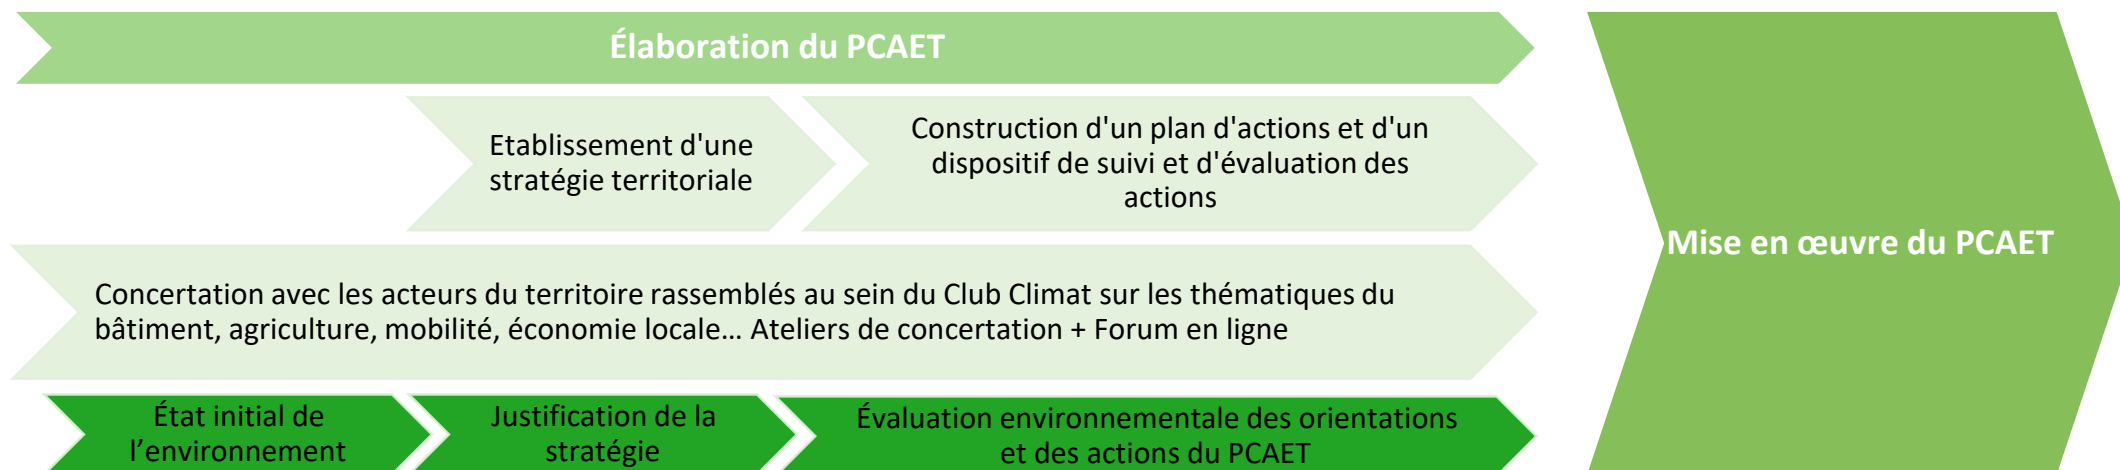 Élaboration du PCAET
Etablissement d'une
stratégie territoriale
Construction d'un plan d'actions et d'un
dispositif de suivi et d'évaluation des
actions
Mise en œuvre du PCAET
Concertation avec les acteurs du territoire rassemblés au sein du Club Climat sur les thématiques du
bâtiment, agriculture, mobilité, économie locale… Ateliers de concertation + Forum en ligne
État initial de
l’environnement
Justification de la
stratégie
Évaluation environnementale des orientations
et des actions du PCAET